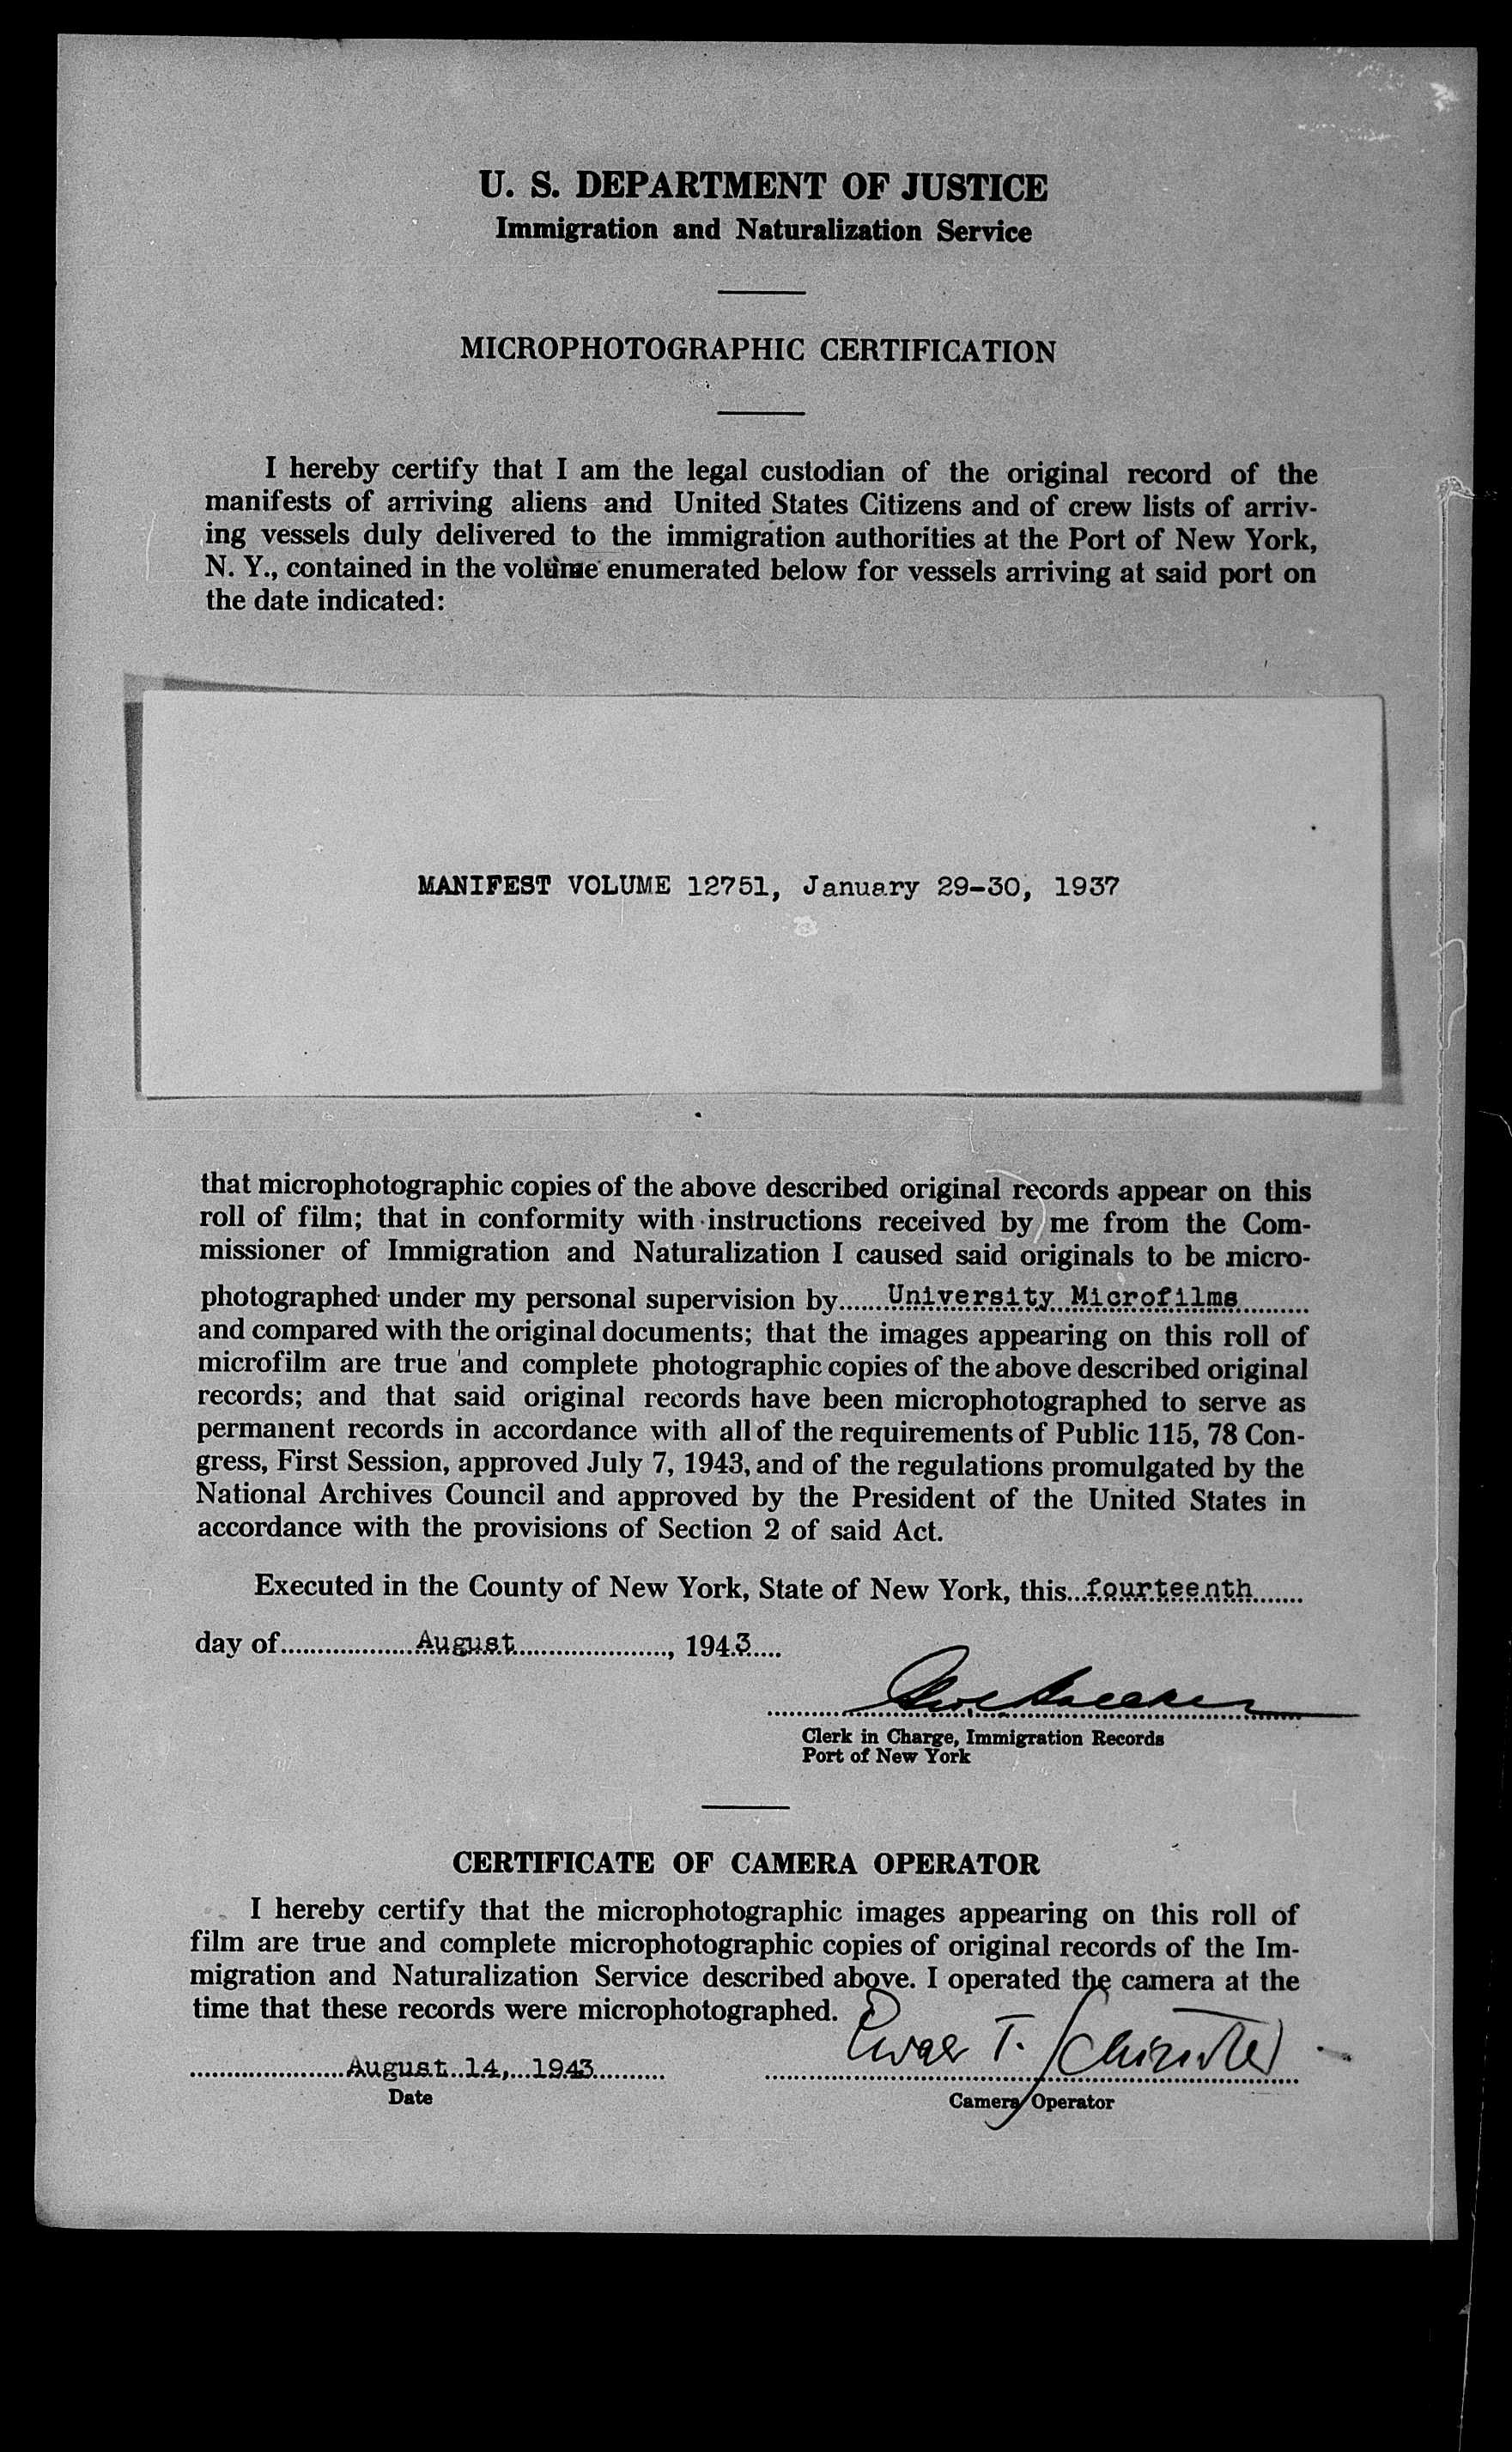 U. S. DEPARTMENT OF JUSTICE
Immigration and Naturalization Service
MICROPHOTOGRAPHIC CERTIFICATION
I hereby certify that I am the legal custodian of the original record of the
manifests of arriving aliens and United States Citizens and of crew lists of arriv-
ing vessels duly delivered to the immigration authorities at the Port of New York,
N. Y., contained in the volume enumerated below for vessels arriving at said port on
the date indicated:
MANIFEST VOLUME 12751, January 29-30, 1937
that microphotographic copies of the above described original records appear on this
roll of film; that in conformity with instructions received by me from the Com-
missioner of Immigration and Naturalization I caused said originals to be micro-
photographed under my personal supervision by University Microfilms
and compared with the original documents; that the images appearing on this roll of
microfilm are true and complete photographic copies of the above described original
records; and that said original records have been microphotographed to serve as
permanent records in accordance with all of the requirements of Public 115, 78 Con-
gress, First Session, approved July 7, 1943, and of the regulations promulgated by the
National Archives Council and approved by the President of the United States in
accordance with the provisions of Section 2 of said Act.
Executed in the County of New York, State of New York, this fourteenth
day of August, 1943
Clerk in Charge, Immigration Records
Port of New York
CERTIFICATE OF CAMERA OPERATOR
I hereby certify that the microphotographic images appearing on this roll of
film are true and complete microphotographic copies of original records of the Im-
migration and Naturalization Service described above. I operated the camera at the
time that these records were microphotographed.
T.
August 14, 1943
Date
Camera Operator